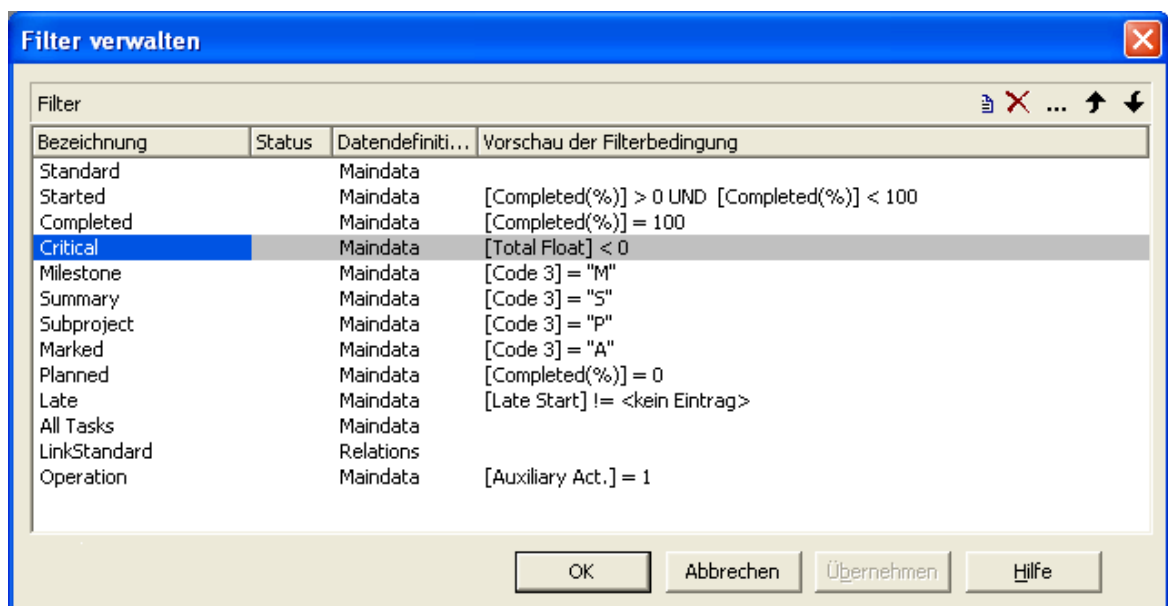 Filter verwalten
Filter
...
Bezeichnung Status Datendefiniti... Vorschau der Filterbedingung
Standard Maindata
Started Maindata [Completed(%)] > 0 UND [Completed(%)] < 100
Completed Maindata [Completed(%)] = 100
Critical Maindata [Total Float] < 0
Milestone Maindata [Code 3] = "M"
Summary Maindata [Code 3] = "S"
Subproject Maindata [Code 3] = "P"
Marked Maindata [Code 3] = "A"
Planned Maindata [Completed(%)] = 0
Late Maindata [Late Start] != <kein Eintrag>
All Tasks Maindata
LinkStandard Relations
Operation Maindata [Auxiliary Act.] = 1
OK Abbrechen Übernehmen Hilfe